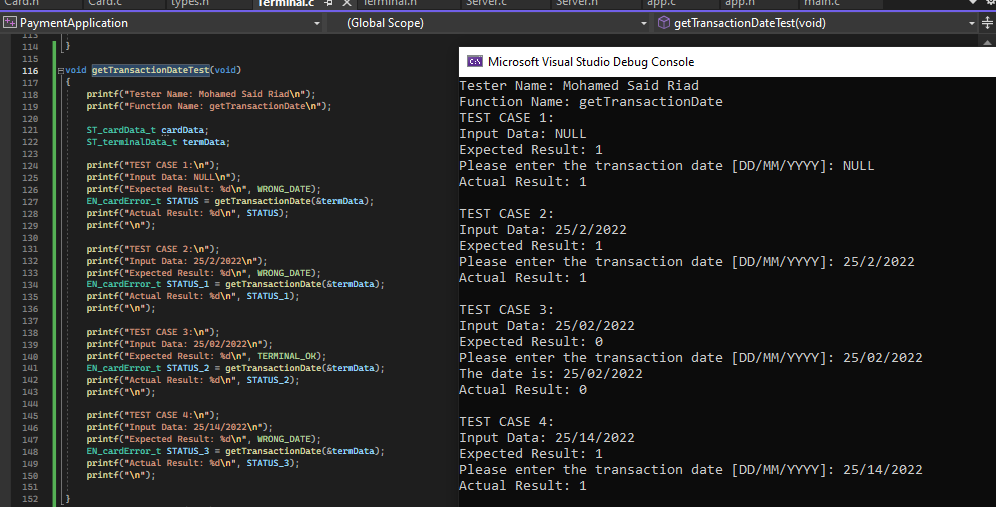 Card.h Card.c types.h Terminal.c Terminal.h Server.c Server.h app.c app.h main.c
PaymentApplication (Global Scope) getTransactionDateTest(void)
113
114 }
115
116 void getTransactionDateTest(void)
117 {
118 printf("Tester Name: Mohamed Said Riad\n");
119 printf("Function Name: getTransactionDate\n");
120
121 ST_cardData_t cardData;
122 ST_terminalData_t termData;
123
124 printf("TEST CASE 1:\n");
125 printf("Input Data: NULL\n");
126 printf("Expected Result: %d\n", WRONG_DATE);
127 EN_cardError_t STATUS = getTransactionDate(&termData);
128 printf("Actual Result: %d\n", STATUS);
129 printf("\n");
130
131 printf("TEST CASE 2:\n");
132 printf("Input Data: 25/2/2022\n");
133 printf("Expected Result: %d\n", WRONG_DATE);
134 EN_cardError_t STATUS_1 = getTransactionDate(&termData);
135 printf("Actual Result: %d\n", STATUS_1);
136 printf("\n");
137
138 printf("TEST CASE 3:\n");
139 printf("Input Data: 25/02/2022\n");
140 printf("Expected Result: %d\n", TERMINAL_OK);
141 EN_cardError_t STATUS_2 = getTransactionDate(&termData);
142 printf("Actual Result: %d\n", STATUS_2);
143 printf("\n");
144
145 printf("TEST CASE 4:\n");
146 printf("Input Data: 25/14/2022\n");
147 printf("Expected Result: %d\n", WRONG_DATE);
148 EN_cardError_t STATUS_3 = getTransactionDate(&termData);
149 printf("Actual Result: %d\n", STATUS_3);
150 printf("\n");
151
152 }
Microsoft Visual Studio Debug Console
Tester Name: Mohamed Said Riad
Function Name: getTransactionDate
TEST CASE 1:
Input Data: NULL
Expected Result: 1
Please enter the transaction date [DD/MM/YYYY]: NULL
Actual Result: 1

TEST CASE 2:
Input Data: 25/2/2022
Expected Result: 1
Please enter the transaction date [DD/MM/YYYY]: 25/2/2022
Actual Result: 1

TEST CASE 3:
Input Data: 25/02/2022
Expected Result: 0
Please enter the transaction date [DD/MM/YYYY]: 25/02/2022
The date is: 25/02/2022
Actual Result: 0

TEST CASE 4:
Input Data: 25/14/2022
Expected Result: 1
Please enter the transaction date [DD/MM/YYYY]: 25/14/2022
Actual Result: 1